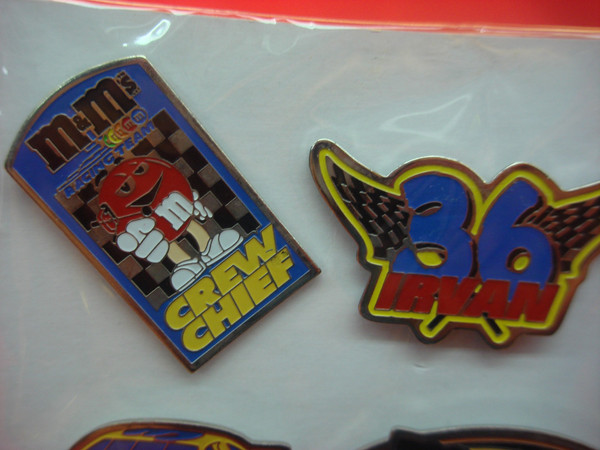 m&m's
RACING TEAM
m
CREW
CHIEF
36
IRVAN